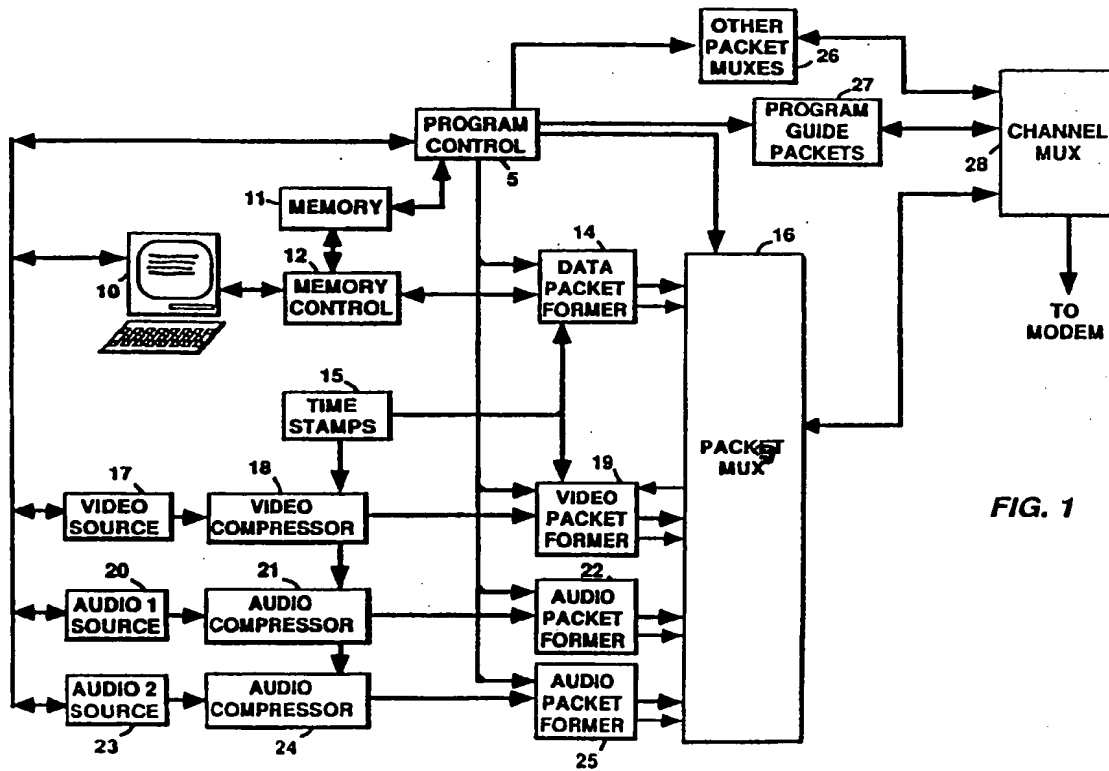 OTHER
PACKET
MUXES
26
27
PROGRAM
GUIDE
PACKETS
CHANNEL
MUX
28
TO
MODEM
PROGRAM
CONTROL
5
11
MEMORY
10
12
MEMORY
CONTROL
14
DATA
PACKET
FORMER
16
PACKET
MUX
15
TIME
STAMPS
17
VIDEO
SOURCE
18
VIDEO
COMPRESSOR
19
VIDEO
PACKET
FORMER
FIG. 1
20
AUDIO 1
SOURCE
21
AUDIO
COMPRESSOR
22
AUDIO
PACKET
FORMER
AUDIO 2
SOURCE
23
AUDIO
COMPRESSOR
24
AUDIO
PACKET
FORMER
25